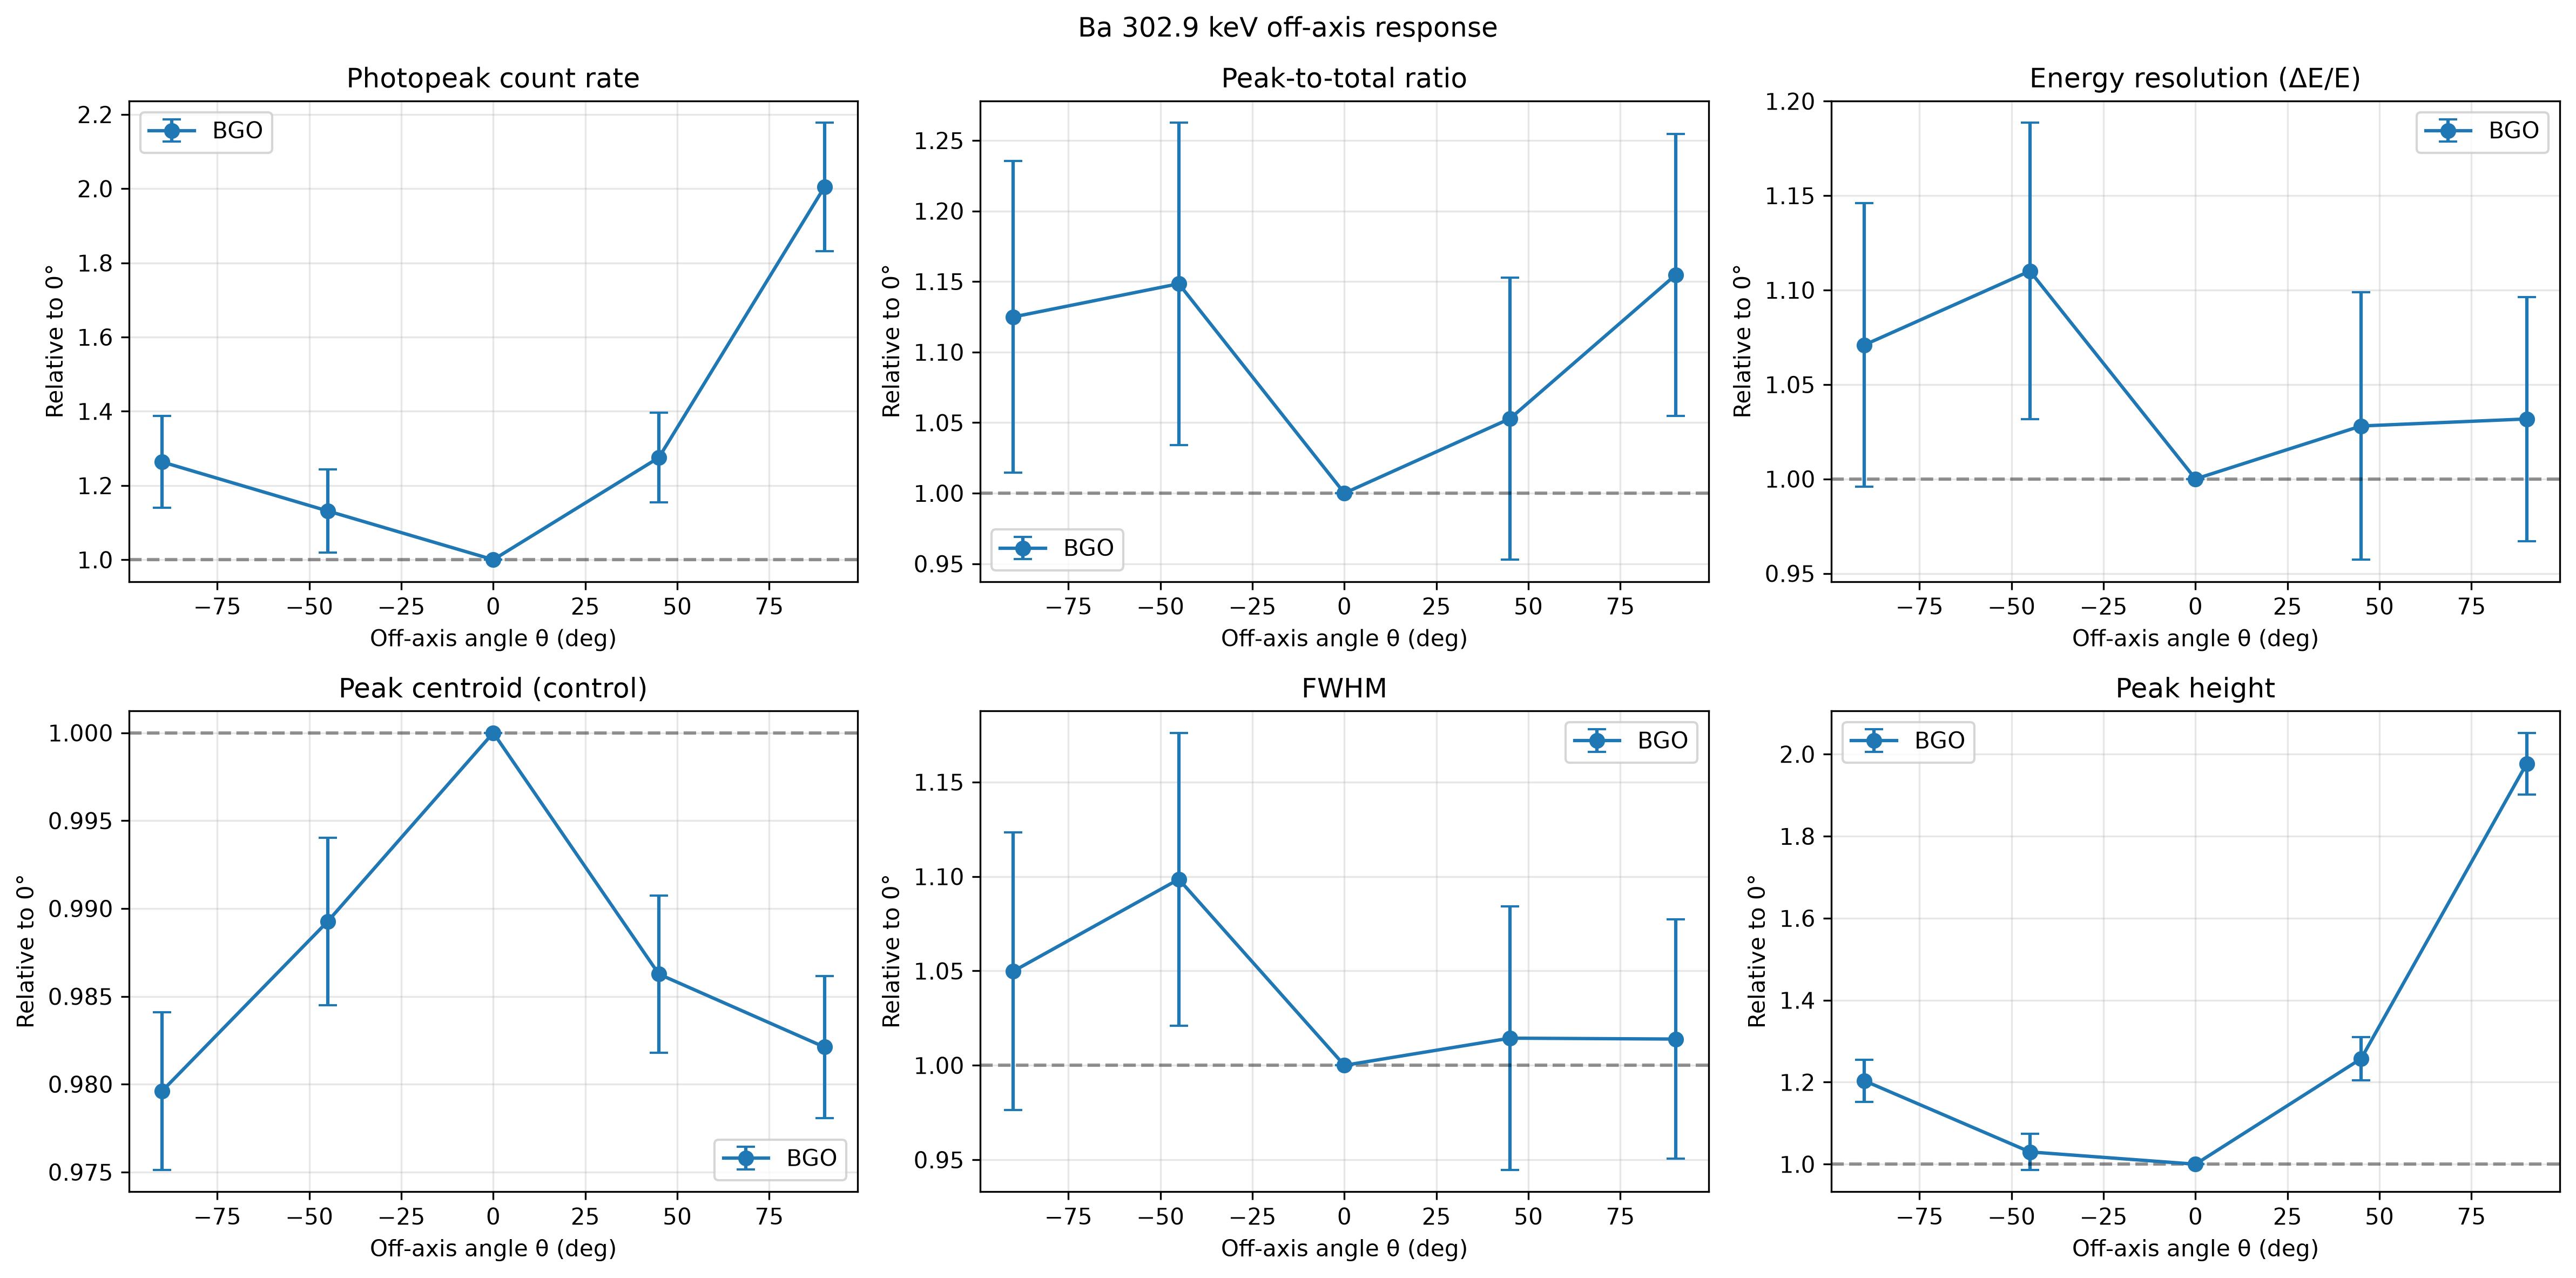 Ba 302.9 keV off-axis response
Photopeak count rate
2.2
2.0
1.8
1.6
1.4
1.2
1.0
Relative to 0°
BGO
−75 −50 −25 0 25 50 75
Off-axis angle θ (deg)
Peak-to-total ratio
1.25
1.20
1.15
1.10
1.05
1.00
0.95
Relative to 0°
BGO
−75 −50 −25 0 25 50 75
Off-axis angle θ (deg)
Energy resolution (ΔE/E)
1.20
1.15
1.10
1.05
1.00
0.95
Relative to 0°
BGO
−75 −50 −25 0 25 50 75
Off-axis angle θ (deg)
Peak centroid (control)
1.000
0.995
0.990
0.985
0.980
0.975
Relative to 0°
BGO
−75 −50 −25 0 25 50 75
Off-axis angle θ (deg)
FWHM
1.15
1.10
1.05
1.00
0.95
Relative to 0°
BGO
−75 −50 −25 0 25 50 75
Off-axis angle θ (deg)
Peak height
2.0
1.8
1.6
1.4
1.2
1.0
Relative to 0°
BGO
−75 −50 −25 0 25 50 75
Off-axis angle θ (deg)